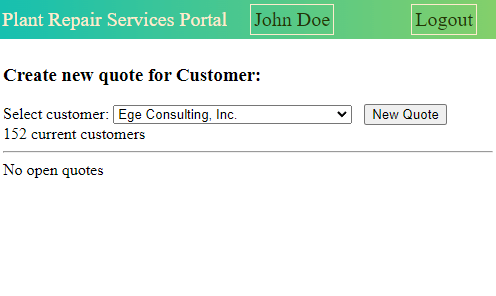 Plant Repair Services Portal John Doe Logout
Create new quote for Customer:
Select customer: Ege Consulting, Inc. New Quote
152 current customers
No open quotes